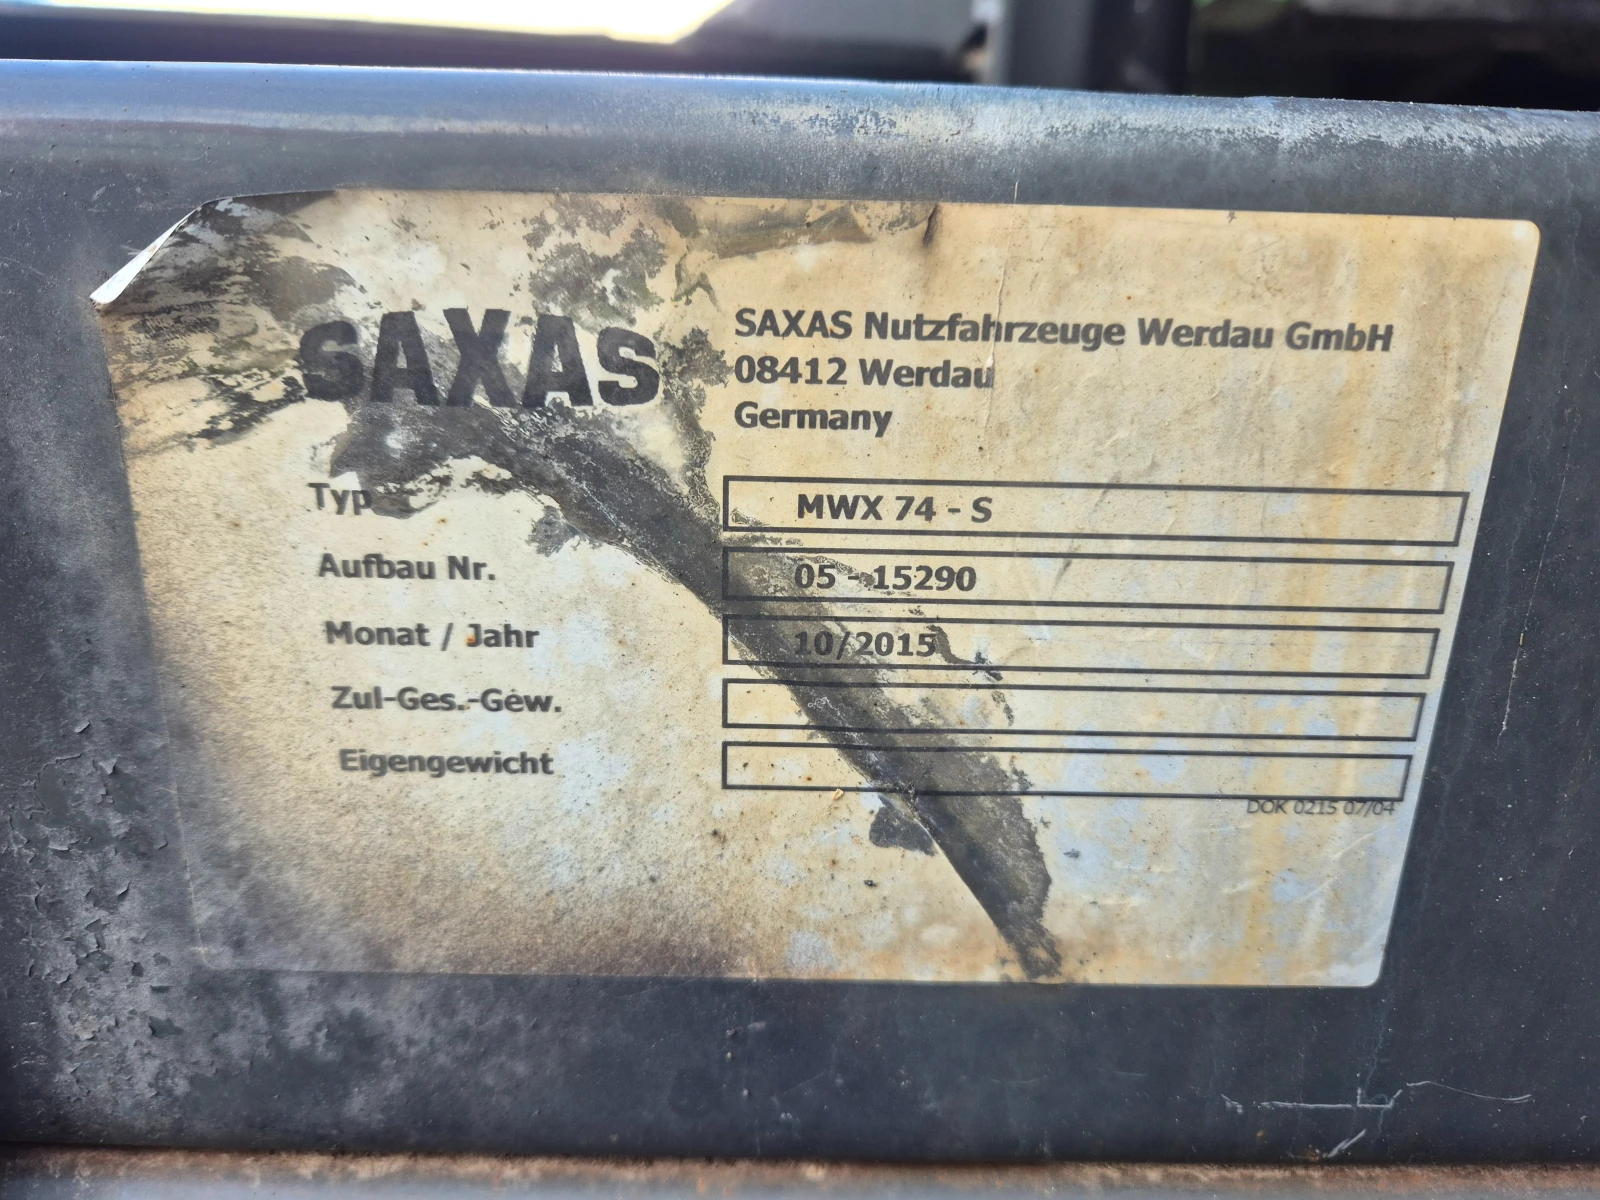 SAXAS
SAXAS Nutzfahrzeuge Werdau GmbH
08412 Werdau
Germany
Typ MWX 74 - S
Aufbau Nr. 05 - 15290
Monat / Jahr 10/2015
Zul-Ges.-Gew.
Eigengewicht
DOK 0215 07/04